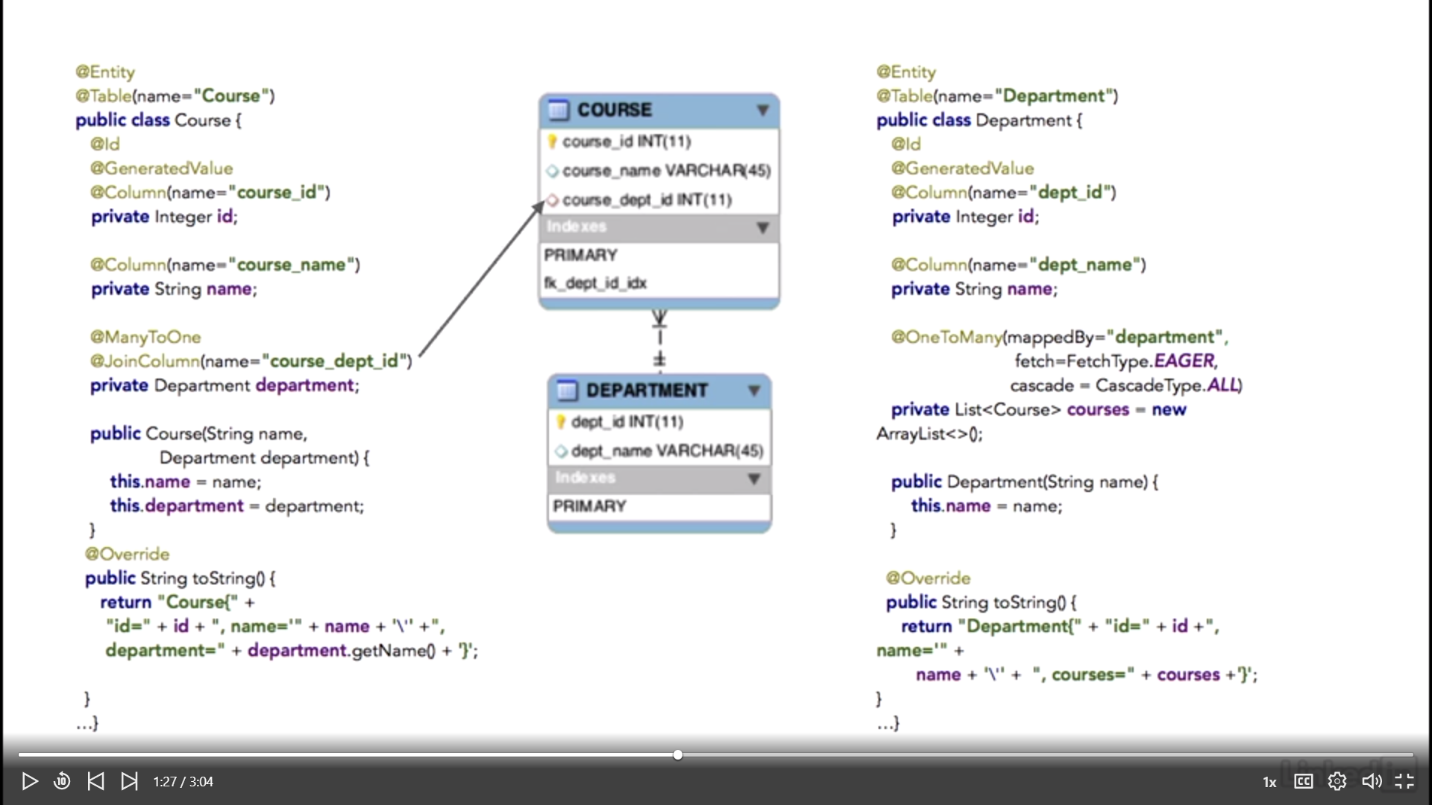 @Entity
@Table(name="Course")
public class Course {
@Id
@GeneratedValue
@Column(name="course_id")
private Integer id;
@Column(name="course_name")
private String name;
@ManyToOne
@JoinColumn(name="course_dept_id")
private Department department;
public Course(String name,
Department department) {
this.name = name;
this.department = department;
}
@Override
public String toString() {
return "Course{" +
"id=" + id + ", name='" + name + '\'' +",
department=" + department.getName() + '}';
}
...}
COURSE
course_id INT(11)
course_name VARCHAR(45)
course_dept_id INT(11)
Indexes
PRIMARY
fk_dept_id_idx
DEPARTMENT
dept_id INT(11)
dept_name VARCHAR(45)
Indexes
PRIMARY
@Entity
@Table(name="Department")
public class Department {
@Id
@GeneratedValue
@Column(name="dept_id")
private Integer id;
@Column(name="dept_name")
private String name;
@OneToMany(mappedBy="department",
fetch=FetchType.EAGER,
cascade = CascadeType.ALL)
private List<Course> courses = new
ArrayList<>();
public Department(String name) {
this.name = name;
}
@Override
public String toString() {
return "Department{" + "id=" + id +",
name='" +
name + '\'' + ", courses=" + courses +'}';
}
...}
10
1:27 / 3:04
1x
CC
LinkedIn